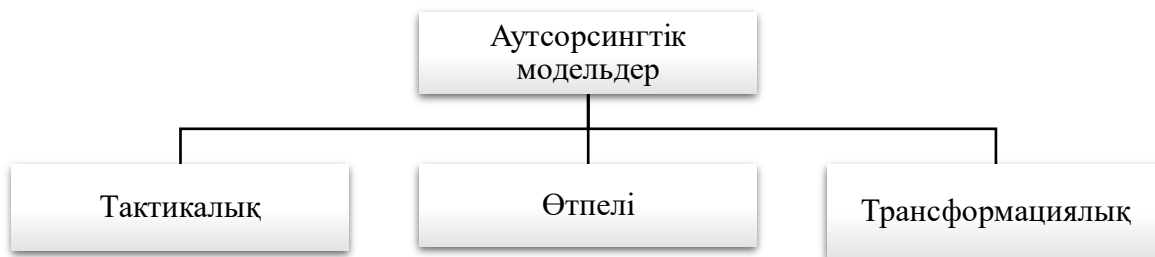 Аутсорсингтік
модельдер
Тактикалық
Өтпелі
Трансформациялық